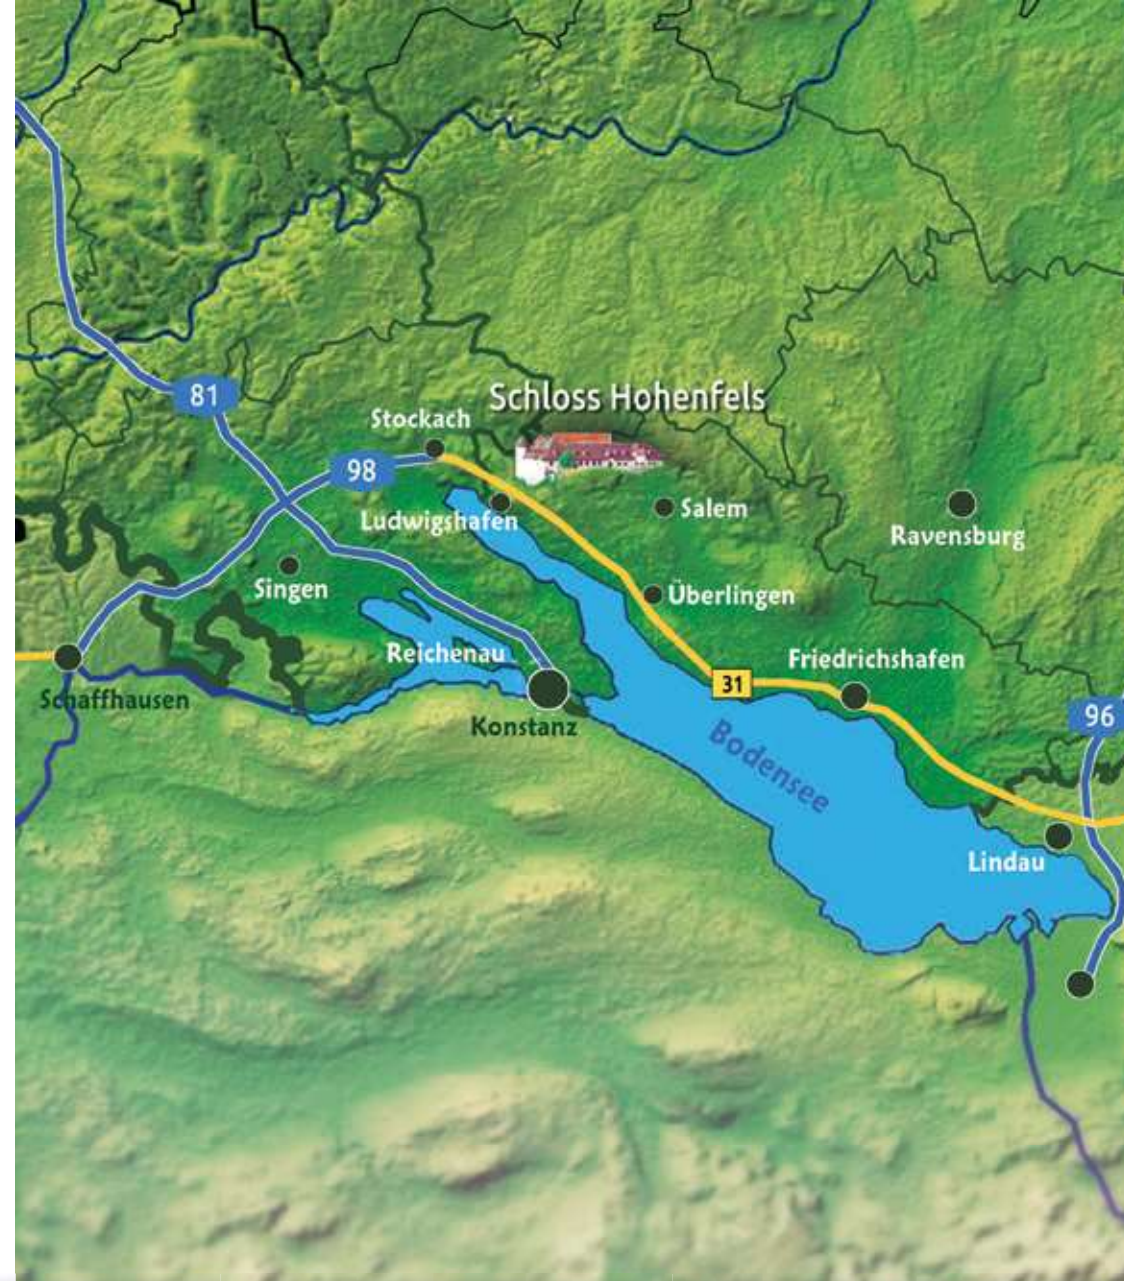 81
Schloss Hohenfels
Stockach
98
Ludwigshafen
Salem
Ravensburg
Singen
Überlingen
Reichenau
Friedrichshafen
31
Schaffhausen
Konstanz
96
Bodensee
Lindau